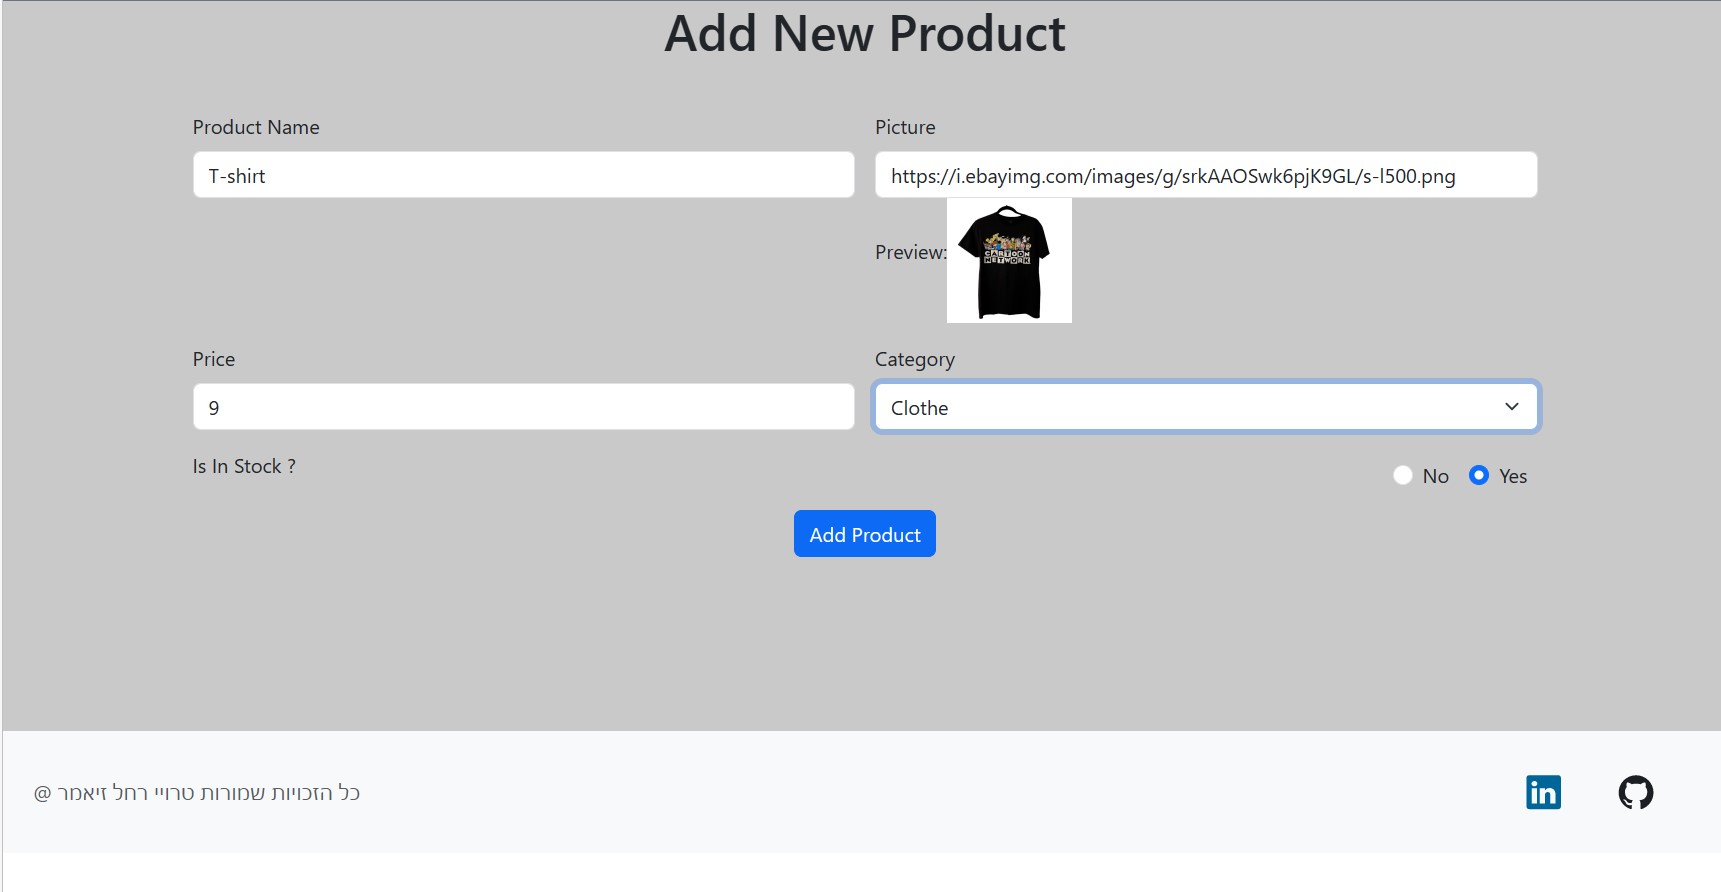 Add New Product
Product Name
T-shirt
Picture
https://i.ebayimg.com/images/g/srkAAOSwk6pjK9GL/s-l500.png
Preview:
CARTOON
NETWORK
Price
9
Category
Clothe
Is In Stock ?
No
Yes
Add Product
כל הזכויות שמורות טרויי רחל זיאמר @
in